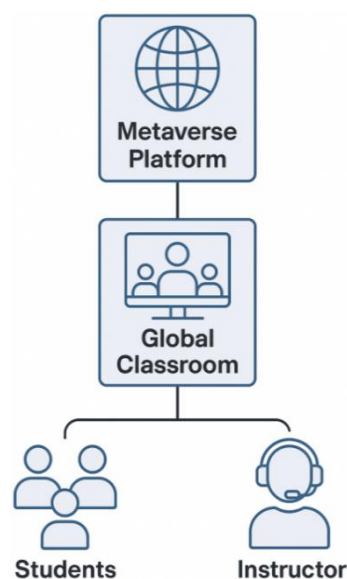 Metaverse
Platform
Global
Classroom
Students
Instructor